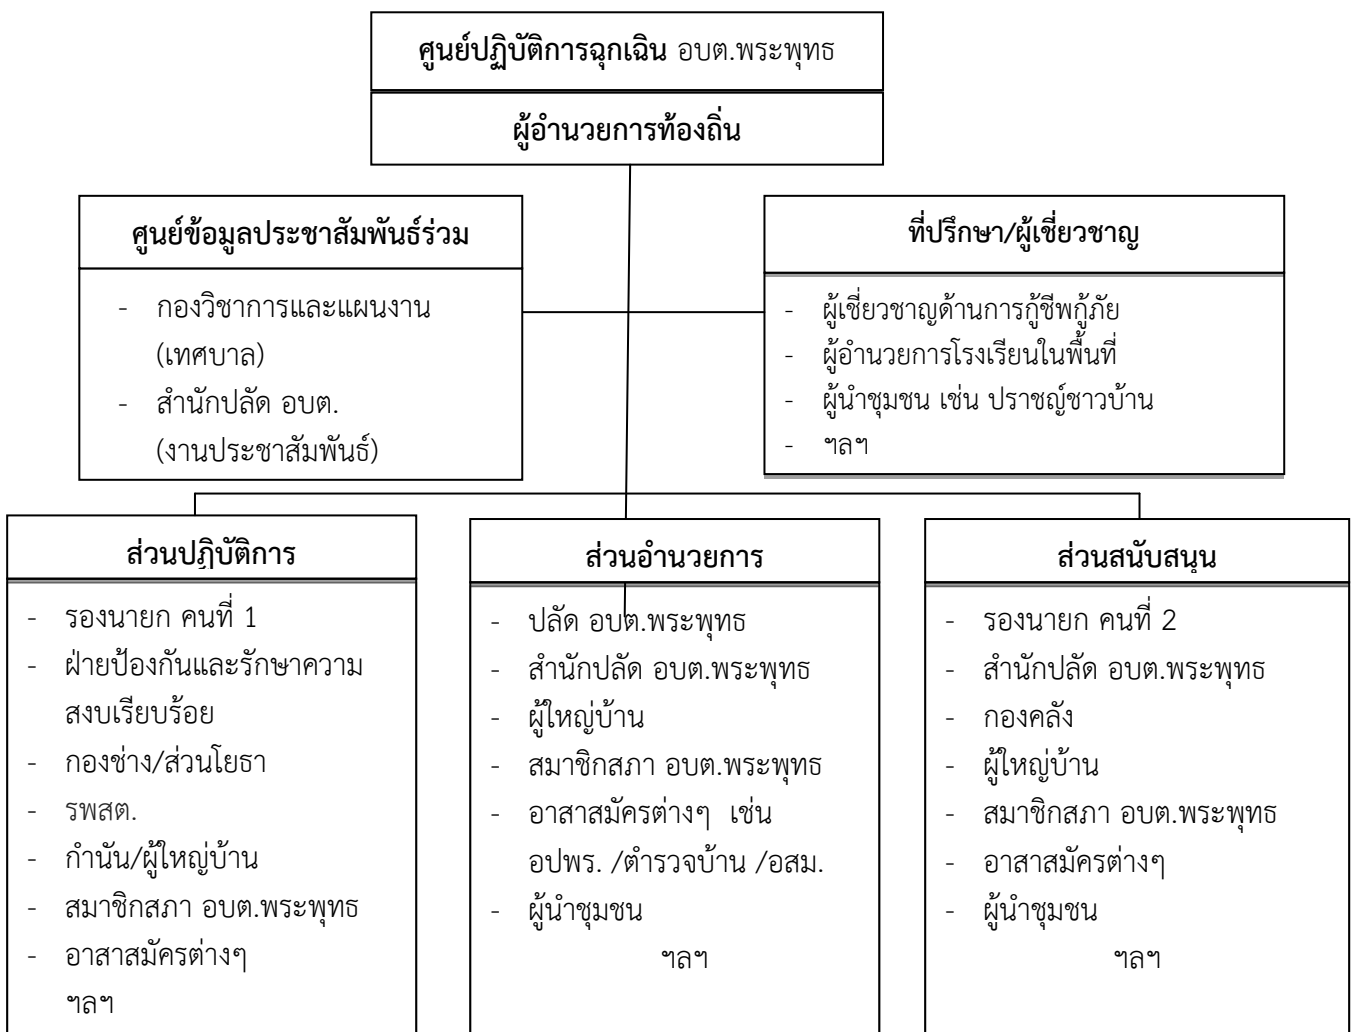 ศูนย์ปฏิบัติการฉุกเฉิน อบต.พระพุทธ
ผู้อำนวยการท้องถิ่น
ศูนย์ข้อมูลประชาสัมพันธ์ร่วม
- กองวิชาการและแผนงาน
(เทศบาล)
- สำนักปลัด อบต.
(งานประชาสัมพันธ์)
ที่ปรึกษา/ผู้เชี่ยวชาญ
- ผู้เชี่ยวชาญด้านการกู้ชีพกู้ภัย
- ผู้อำนวยการโรงเรียนในพื้นที่
- ผู้นำชุมชน เช่น ปราชญ์ชาวบ้าน
- ฯลฯ
ส่วนปฏิบัติการ
- รองนายก คนที่ 1
- ฝ่ายป้องกันและรักษาความ
สงบเรียบร้อย
- กองช่าง/ส่วนโยธา
- รพสต.
- กำนัน/ผู้ใหญ่บ้าน
- สมาชิกสภา อบต.พระพุทธ
- อาสาสมัครต่างๆ
ฯลฯ
ส่วนอำนวยการ
- ปลัด อบต.พระพุทธ
- สำนักปลัด อบต.พระพุทธ
- ผู้ใหญ่บ้าน
- สมาชิกสภา อบต.พระพุทธ
- อาสาสมัครต่างๆ เช่น
อปพร. /ตำรวจบ้าน /อสม.
- ผู้นำชุมชน
ฯลฯ
ส่วนสนับสนุน
- รองนายก คนที่ 2
- สำนักปลัด อบต.พระพุทธ
- กองคลัง
- ผู้ใหญ่บ้าน
- สมาชิกสภา อบต.พระพุทธ
- อาสาสมัครต่างๆ
- ผู้นำชุมชน
ฯลฯ